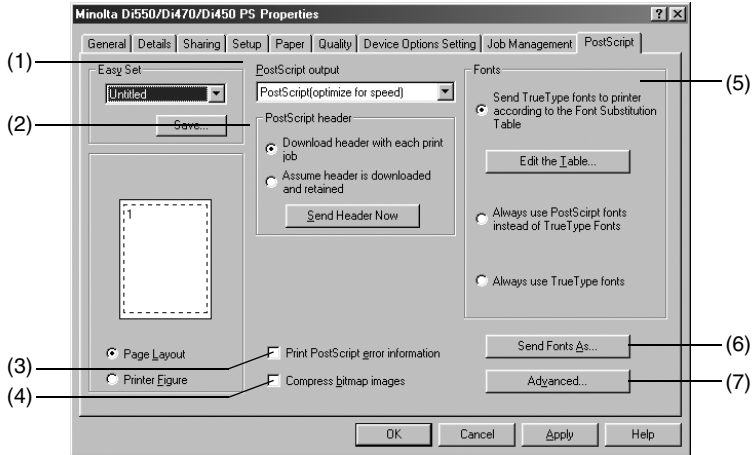 Minolta Di550/Di470/Di450 PS Properties
General
Details
Sharing
Setup
Paper
Quality
Device Options Setting
Job Management
PostScript
(1)
Easy Set
Untitled
Save...
(2)
PostScript output
PostScript(optimize for speed)
PostScript header
Download header with each print
job
Assume header is downloaded
and retained
Send Header Now
Fonts
(5)
Send TrueType fonts to printer
according to the Font Substitution
Table
Edit the Table...
Always use PostScirpt fonts
instead of TrueType Fonts
Always use TrueType fonts
1
Page Layout
Printer Figure
(3)
Print PostScript error information
(4)
Compress bitmap images
Send Fonts As...
(6)
Advanced...
(7)
OK
Cancel
Apply
Help